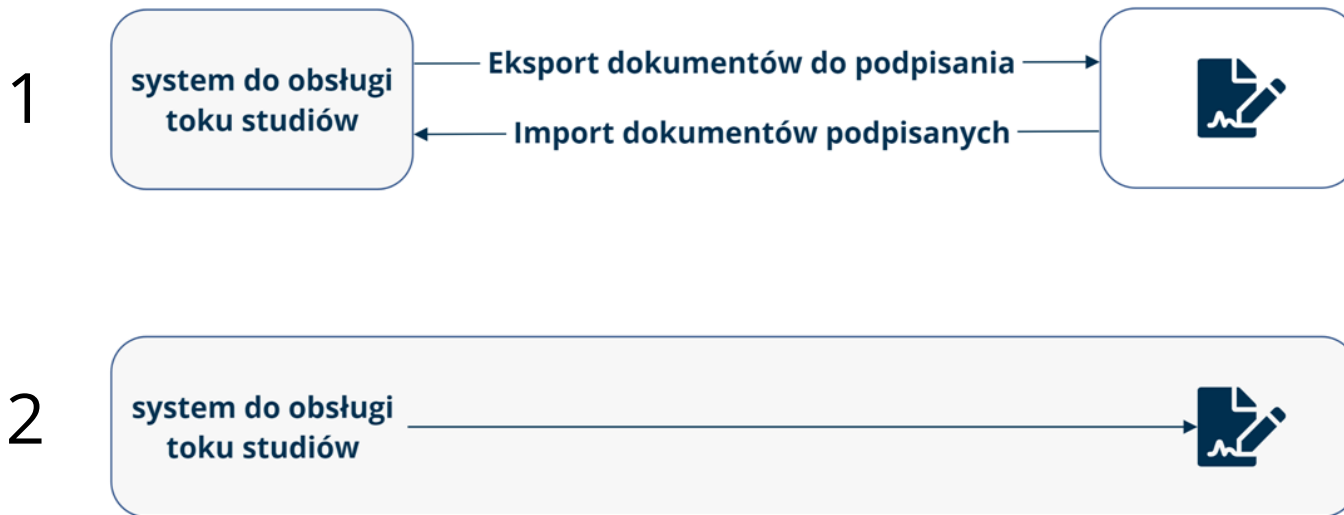 1
system do obsługi
toku studiów
Eksport dokumentów do podpisania
Import dokumentów podpisanych
2
system do obsługi
toku studiów